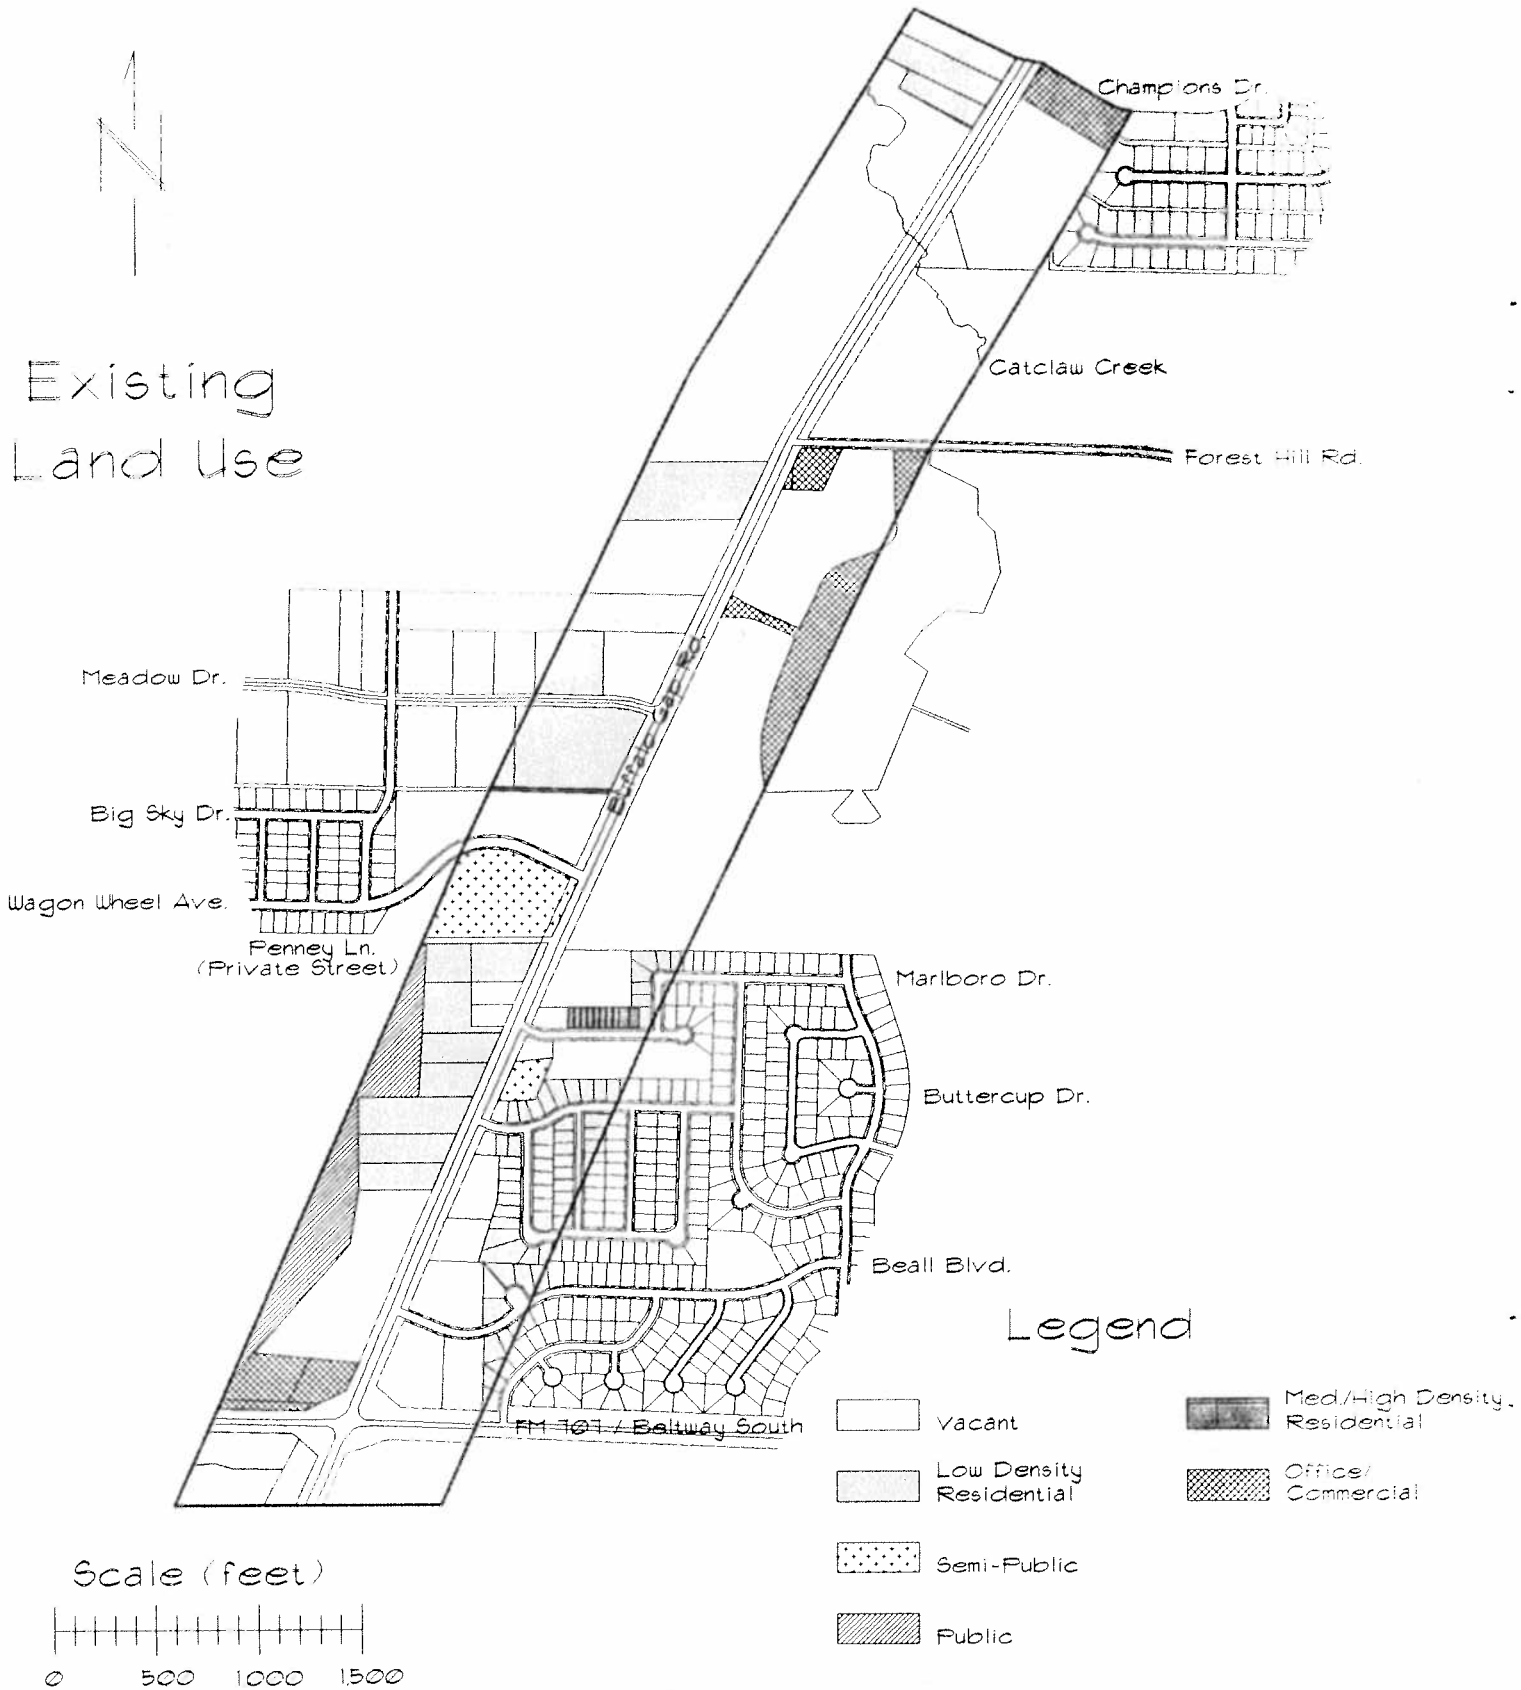 N
Champions Dr.
Existing
Land Use
Catclaw Creek
Forest Hill Rd.
Meadow Dr.
Buffalo Gap Rd.
Big Sky Dr.
Wagon Wheel Ave.
Penney Ln.
(Private Street)
Marlboro Dr.
Buttercup Dr.
Beall Blvd.
FM 707 / Beltway South
Legend
Vacant
Med./High Density
Residential
Low Density
Residential
Office/
Commercial
Semi-Public
Public
Scale (feet)
0 500 1000 1500